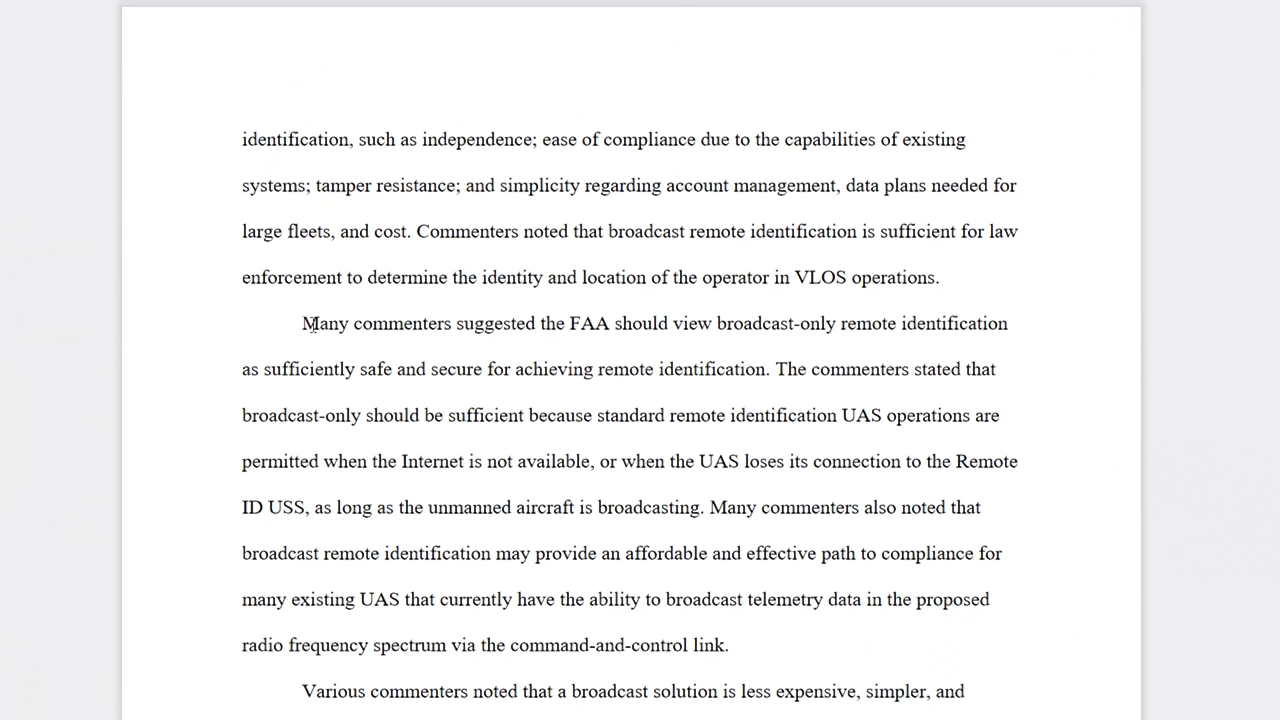 identification, such as independence; ease of compliance due to the capabilities of existing
systems; tamper resistance; and simplicity regarding account management, data plans needed for
large fleets, and cost. Commenters noted that broadcast remote identification is sufficient for law
enforcement to determine the identity and location of the operator in VLOS operations.
Many commenters suggested the FAA should view broadcast-only remote identification
as sufficiently safe and secure for achieving remote identification. The commenters stated that
broadcast-only should be sufficient because standard remote identification UAS operations are
permitted when the Internet is not available, or when the UAS loses its connection to the Remote
ID USS, as long as the unmanned aircraft is broadcasting. Many commenters also noted that
broadcast remote identification may provide an affordable and effective path to compliance for
many existing UAS that currently have the ability to broadcast telemetry data in the proposed
radio frequency spectrum via the command-and-control link.
Various commenters noted that a broadcast solution is less expensive, simpler, and